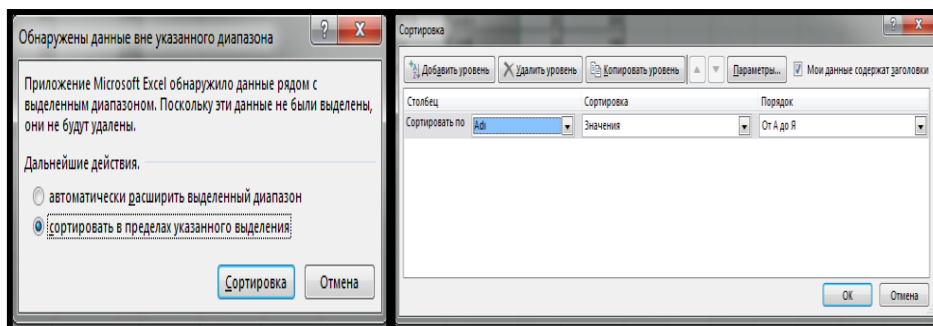 Обнаружены данные вне указанного диапазона
Приложение Microsoft Excel обнаружило данные рядом с
выделенным диапазоном. Поскольку эти данные не были выделены,
они не будут удалены.
Дальнейшие действия.
автоматически расширить выделенный диапазон
сортировать в пределах указанного выделения
Сортировка Отмена
Сортировка
Добавить уровень Удалить уровень Копировать уровень Параметры... Мои данные содержат заголовки
Столбец Сортировка Порядок
Сортировать по Adı Значения От А до Я
ОК Отмена